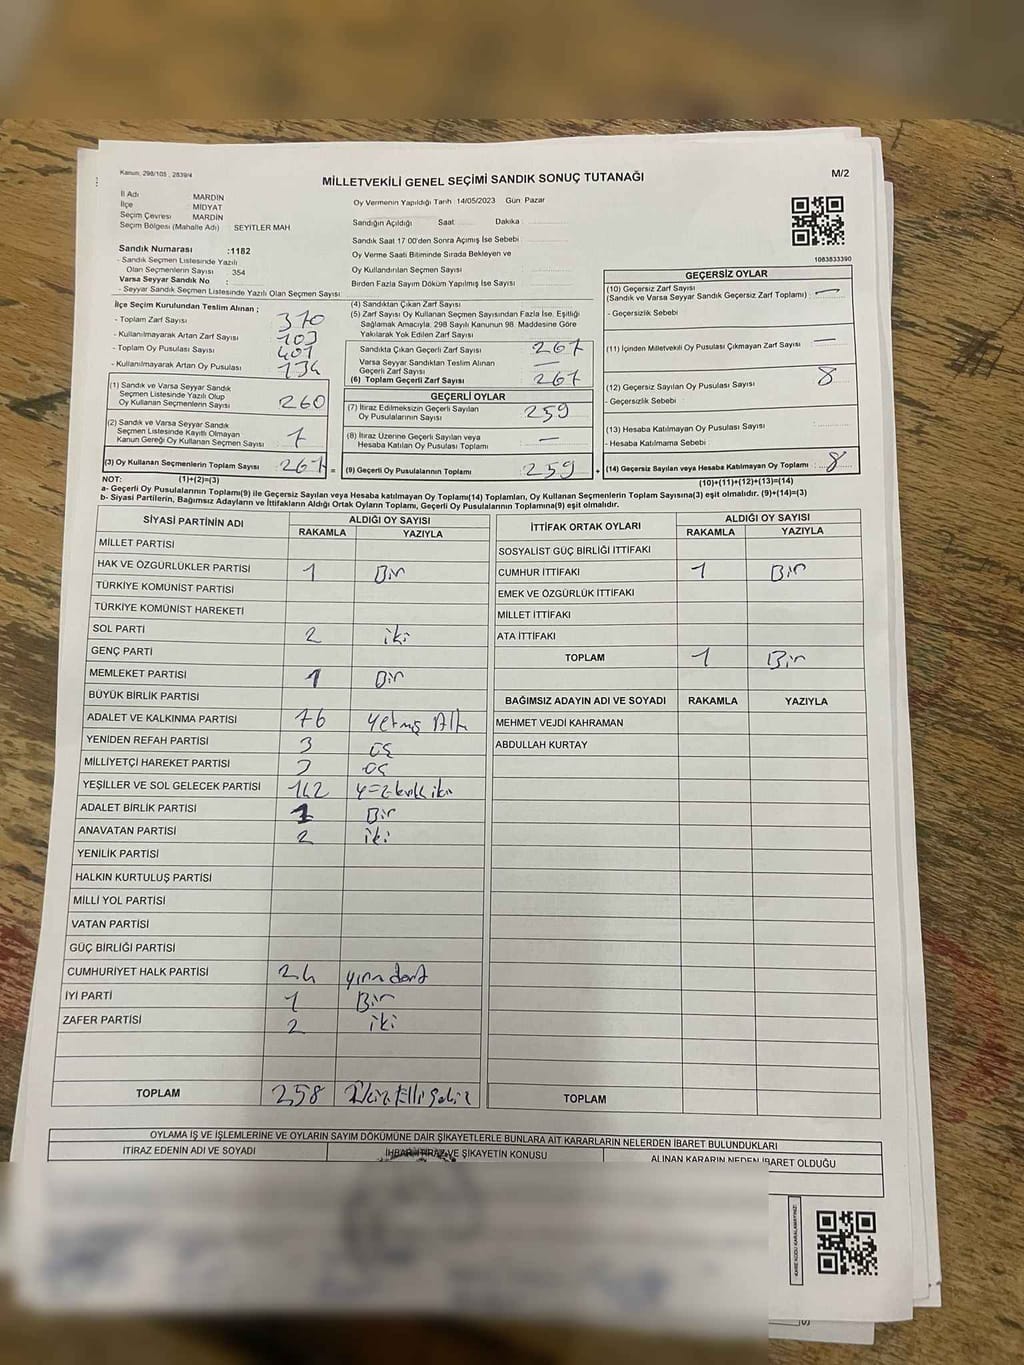 Kanun, 298/105 , 2839/4
MİLLETVEKİLİ GENEL SEÇİMİ SANDIK SONUÇ TUTANAĞI
M/2
İl Adı MARDİN
İlçe MİDYAT
Seçim Çevresi MARDİN
Seçim Bölgesi (Mahalle Adı) SEYİTLER MAH
Oy Vermenin Yapıldığı Tarih 14/05/2023 Gün: Pazar
Sandığın Açıldığı Saat Dakika
Sandık Saat 17:00'den Sonra Açımış İse Sebebi
Oy Verme Saati Bitiminde Sırada Bekleyen ve
Oy Kullandırılan Seçmen Sayısı
Birden Fazla Sayım Döküm Yapılmış İse Sayısı
1083833390
Sandık Numarası :1182
- Sandık Seçmen Listesinde Yazılı
Olan Seçmenlerin Sayısı 354
Varsa Seyyar Sandık No :
- Seyyar Sandık Seçmen Listesinde Yazılı Olan Seçmen Sayısı
İlçe Seçim Kurulundan Teslim Alınan ;
- Toplam Zarf Sayısı 370
- Kullanılmayarak Artan Zarf Sayısı 103
- Toplam Oy Pusulası Sayısı 401
- Kullanılmayarak Artan Oy Pusulası 134
(1) Sandık ve Varsa Seyyar Sandık
Seçmen Listesinde Yazılı Olup
Oy Kullanan Seçmenlerin Sayısı 260
(2) Sandık ve Varsa Seyyar Sandık
Seçmen Listesinde Kayıtlı Olmayan
Kanun Gereği Oy Kullanan Seçmen Sayısı 7
(3) Oy Kullanan Seçmenlerin Toplam Sayısı 267 =
(4) Sandıktan Çıkan Zarf Sayısı
(5) Zarf Sayısı Oy Kullanan Seçmen Sayısından Fazla İse, Eşitliği
Sağlamak Amacıyla, 298 Sayılı Kanunun 98. Maddesine Göre
Yakılarak Yok Edilen Zarf Sayısı
Sandıkta Çıkan Geçerli Zarf Sayısı 267
Varsa Seyyar Sandıktan Teslim Alınan
Geçerli Zarf Sayısı —
(6) Toplam Geçerli Zarf Sayısı 267
GEÇERLİ OYLAR
(7) İtiraz Edilmeksizin Geçerli Sayılan
Oy Pusulalarının Sayısı 259
(8) İtiraz Üzerine Geçerli Sayılan veya
Hesaba Katılan Oy Pusulası Toplamı —
(9) Geçerli Oy Pusulalarının Toplamı 259 +
GEÇERSİZ OYLAR
(10) Geçersiz Zarf Sayısı
(Sandık ve Varsa Seyyar Sandık Geçersiz Zarf Toplamı) —
- Geçersizlik Sebebi
(11) İçinden Milletvekili Oy Pusulası Çıkmayan Zarf Sayısı —
(12) Geçersiz Sayılan Oy Pusulası Sayısı 8
- Geçersizlik Sebebi
(13) Hesaba Katılmayan Oy Pusulası Sayısı
- Hesaba Katılmama Sebebi
(14) Geçersiz Sayılan veya Hesaba Katılmayan Oy Toplamı 8
NOT: (1)+(2)=(3)
(10)+(11)+(12)+(13)=(14)
a- Geçerli Oy Pusulalarının Toplamı(9) ile Geçersiz Sayılan veya Hesaba katılmayan Oy Toplamı(14) Toplamları, Oy Kullanan Seçmenlerin Toplam Sayısına(3) eşit olmalıdır. (9)+(14)=(3)
b- Siyasi Partilerin, Bağımsız Adayların ve İttifakların Aldığı Ortak Oyların Toplamı, Geçerli Oy Pusulalarının Toplamına(9) eşit olmalıdır.
SİYASİ PARTİNİN ADI ALDIĞI OY SAYISI
RAKAMLA YAZIYLA
MİLLET PARTİSİ
HAK VE ÖZGÜRLÜKLER PARTİSİ 1 Bir
TÜRKİYE KOMÜNİST PARTİSİ
TÜRKİYE KOMÜNİST HAREKETİ
SOL PARTİ 2 iki
GENÇ PARTİ
MEMLEKET PARTİSİ 1 Bir
BÜYÜK BİRLİK PARTİSİ
ADALET VE KALKINMA PARTİSİ 76 Yetmiş Altı
YENİDEN REFAH PARTİSİ 3 üç
MİLLİYETÇİ HAREKET PARTİSİ 3 üç
YEŞİLLER VE SOL GELECEK PARTİSİ 142
ADALET BİRLİK PARTİSİ 1 Bir
ANAVATAN PARTİSİ 2 iki
YENİLİK PARTİSİ
HALKIN KURTULUŞ PARTİSİ
MİLLİ YOL PARTİSİ
VATAN PARTİSİ
GÜÇ BİRLİĞİ PARTİSİ
CUMHURİYET HALK PARTİSİ 24 yirmi dört
İYİ PARTİ 1 Bir
ZAFER PARTİSİ 2 iki
TOPLAM 258
İTTİFAK ORTAK OYLARI ALDIĞI OY SAYISI
RAKAMLA YAZIYLA
SOSYALİST GÜÇ BİRLİĞİ İTTİFAKI
CUMHUR İTTİFAKI 1 Bir
EMEK VE ÖZGÜRLÜK İTTİFAKI
MİLLET İTTİFAKI
ATA İTTİFAKI
TOPLAM 1 Bir
BAĞIMSIZ ADAYIN ADI VE SOYADI RAKAMLA YAZIYLA
MEHMET VEJDİ KAHRAMAN
ABDULLAH KURTAY
TOPLAM
OYLAMA İŞ VE İŞLEMLERİNE VE OYLARIN SAYIM DÖKÜMÜNE DAİR ŞİKAYETLERLE BUNLARA AİT KARARLARIN NELERDEN İBARET BULUNDUKLARI
İTİRAZ EDENİN ADI VE SOYADI
İHBAR İTİRAZ VE ŞİKAYETİN KONUSU
ALINAN KARARIN NEDEN İBARET OLDUĞU
KARE KODU KARALAMAYINIZ!